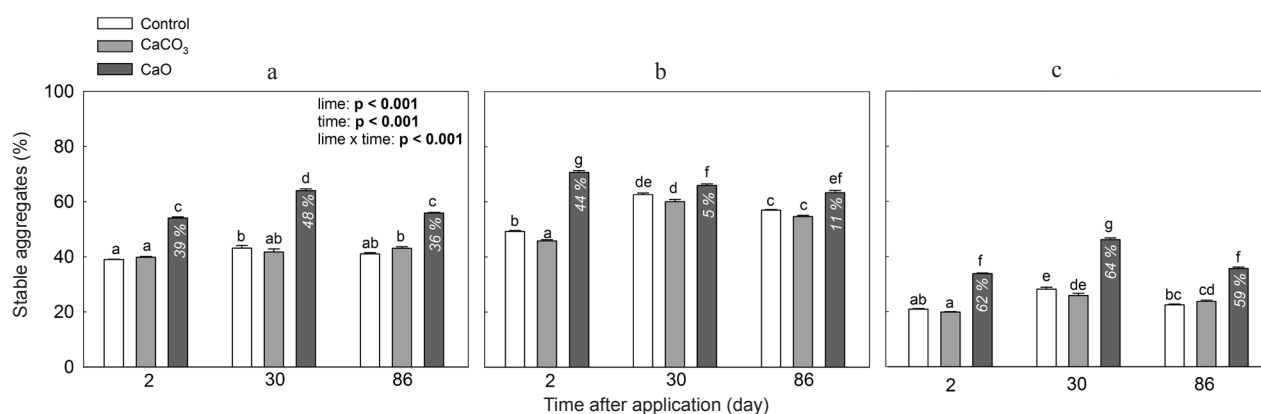 Control
CaCO₃
CaO
a
b
c
Stable aggregates (%)
100
80
60
40
20
0
lime: p < 0.001
time: p < 0.001
lime x time: p < 0.001
a a c
39 %
b ab d
48 %
ab b c
36 %
b a g
44 %
de d f
5 %
c c ef
11 %
ab a f
62 %
e de g
64 %
bc cd f
59 %
2 30 86
2 30 86
2 30 86
Time after application (day)